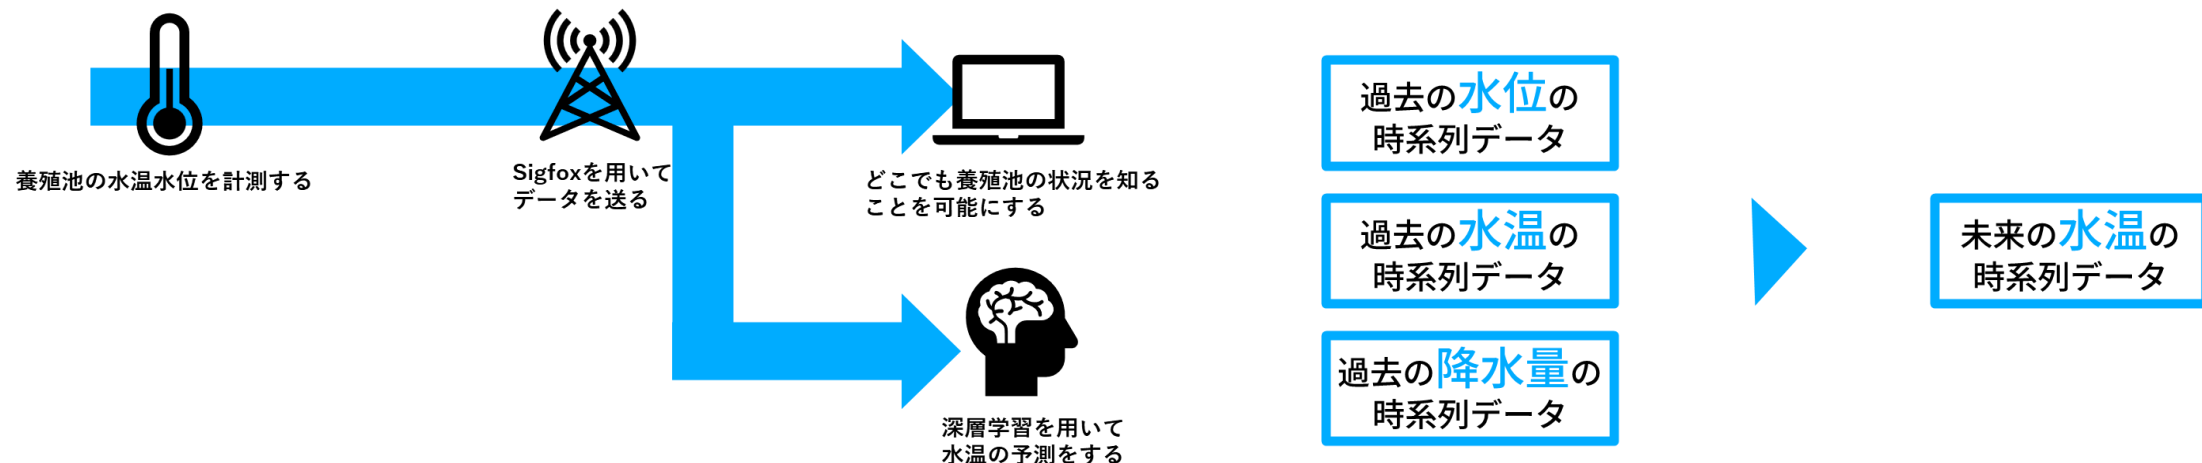 養殖池の水温水位を計測する
Sigfoxを用いて
データを送る
どこでも養殖池の状況を知る
ことを可能にする
深層学習を用いて
水温の予測をする
過去の水位の
時系列データ
過去の水温の
時系列データ
過去の降水量の
時系列データ
未来の水温の
時系列データ